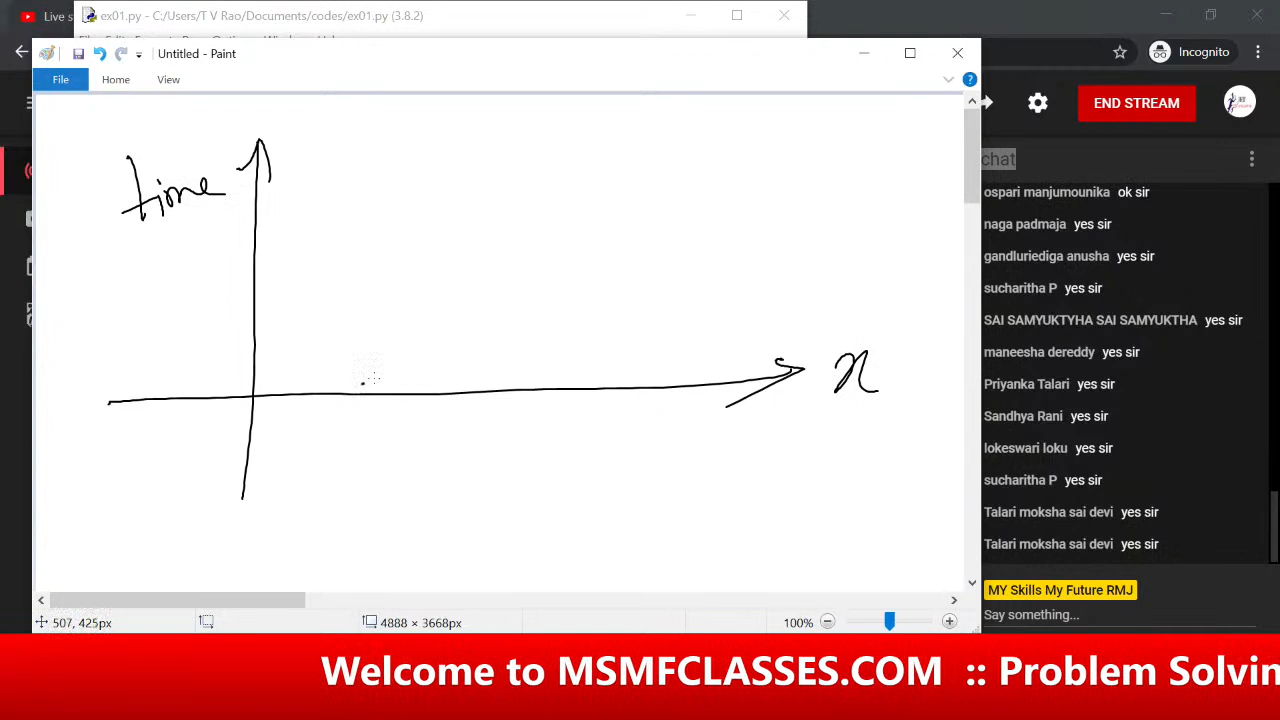 Live s
ex01.py - C:/Users/T V Rao/Documents/codes/ex01.py (3.8.2)
Untitled - Paint
Incognito
File Home View
END STREAM
chat
time
x
ospari manjumounika ok sir
naga padmaja yes sir
gandluriediga anusha yes sir
sucharitha P yes sir
SAI SAMYUKTYHA SAI SAMYUKTHA yes sir
maneesha dereddy yes sir
Priyanka Talari yes sir
Sandhya Rani yes sir
lokeswari loku yes sir
sucharitha P yes sir
Talari moksha sai devi yes sir
Talari moksha sai devi yes sir
MY Skills My Future RMJ
Say something...
507, 425px 4888 × 3668px 100%
Welcome to MSMFCLASSES.COM :: Problem Solvin